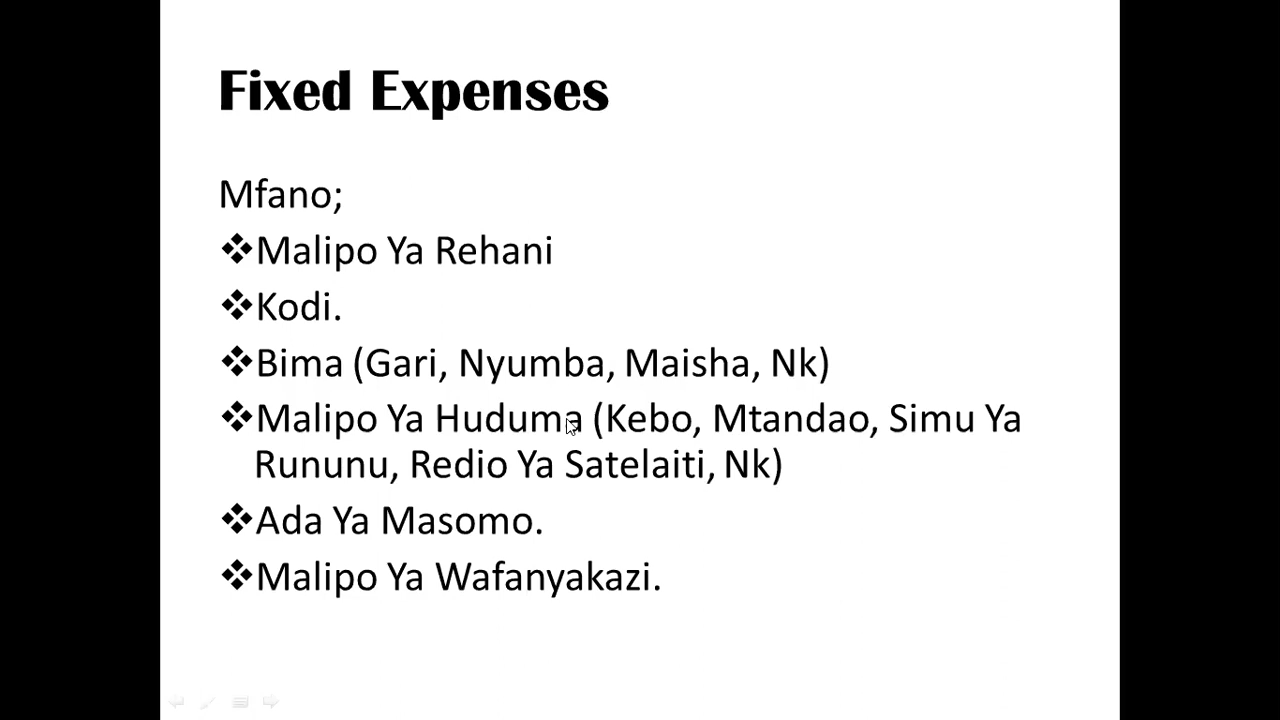 Fixed Expenses
Mfano;
❖Malipo Ya Rehani
❖Kodi.
❖Bima (Gari, Nyumba, Maisha, Nk)
❖Malipo Ya Huduma (Kebo, Mtandao, Simu Ya
Rununu, Redio Ya Satelaiti, Nk)
❖Ada Ya Masomo.
❖Malipo Ya Wafanyakazi.